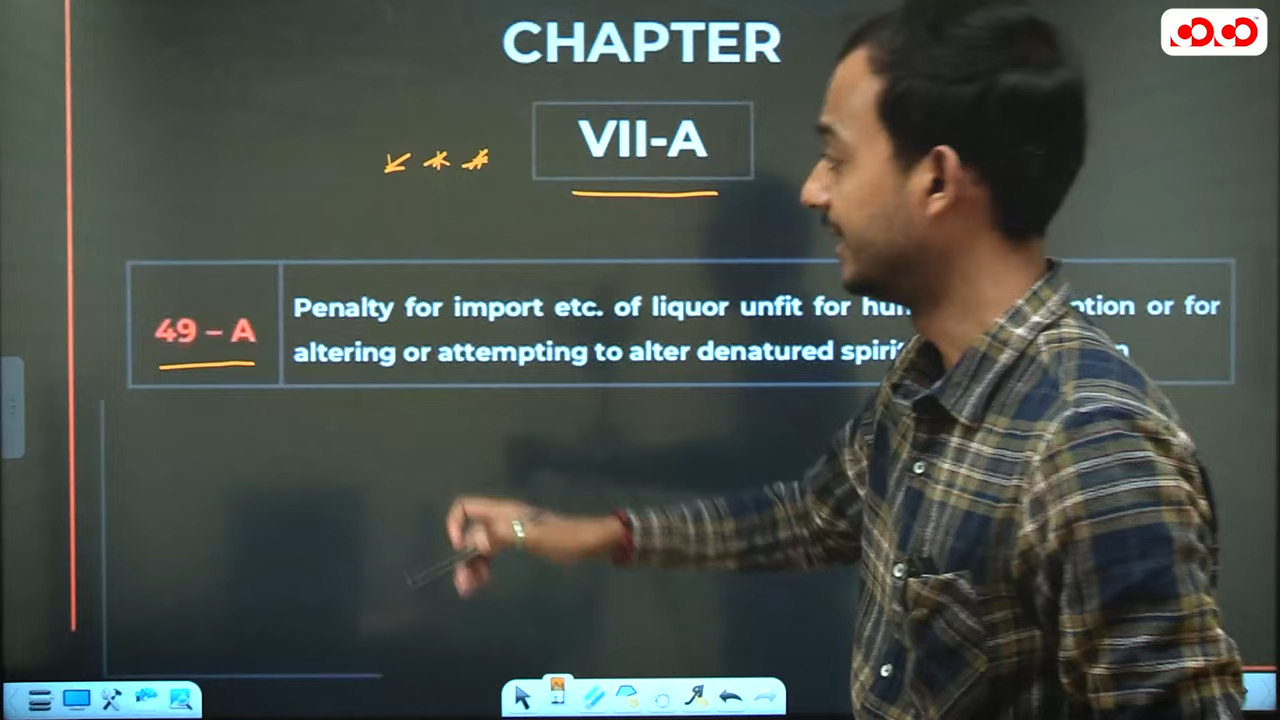 CHAPTER
VII-A
49 – A
Penalty for import etc. of liquor unfit for or for
altering or attempting to alter denatured